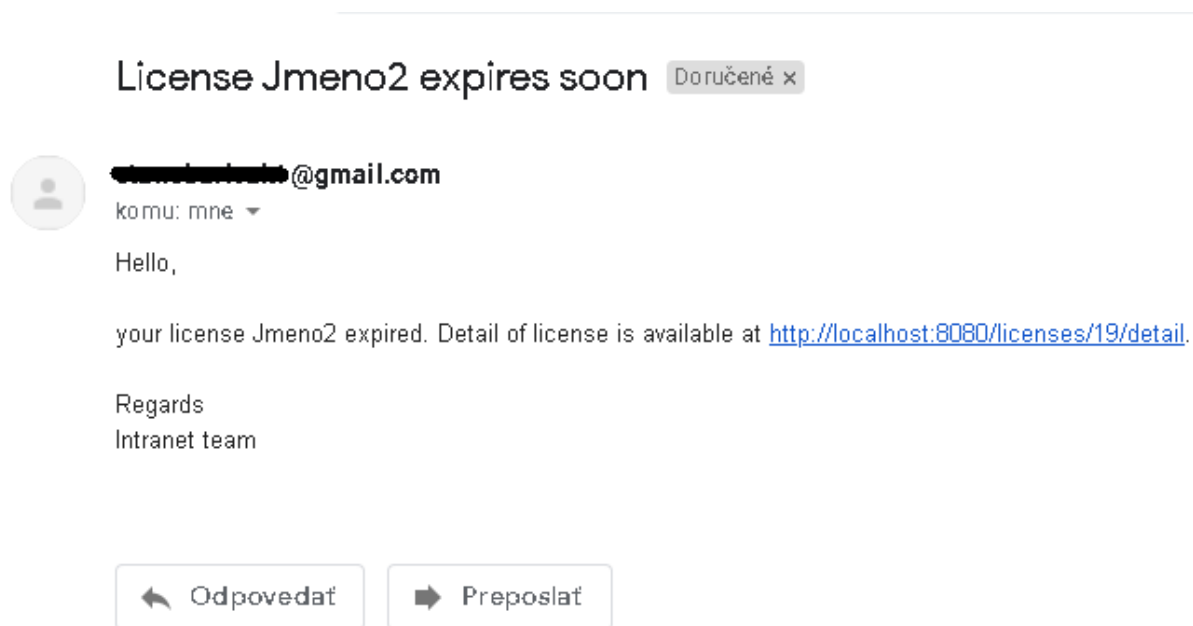 License Jmeno2 expires soon Doručené x
@gmail.com
komu: mne
Hello,
your license Jmeno2 expired. Detail of license is available at http://localhost:8080/licenses/19/detail.
Regards
Intranet team
Odpovedať Preposlať